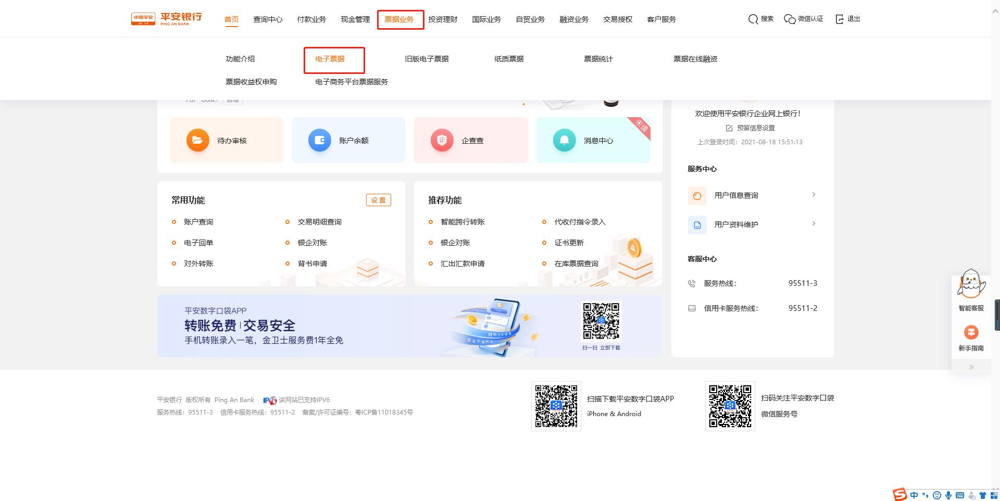 中国平安 平安银行
金融·科技
PING AN BANK
首页 查询中心 付款业务 现金管理 票据业务 投资理财 国际业务 自贸业务 融资业务 交易授权 客户服务 搜索 微信认证 退出
功能介绍 电子票据 旧版电子票据 纸质票据 票据统计 票据在线融资
票据收益权申购 电子商务平台票据服务
待办审核 账户余额 企查查 消息中心 未读
欢迎使用平安银行企业网上银行！
预留信息设置
上次登录时间：2021-08-18 15:51:13
服务中心
用户信息查询
用户资料维护
常用功能 设置
账户查询 交易明细查询
电子回单 银企对账
对外转账 背书申请
推荐功能
智能跨行转账 代收付指令录入
银企对账 证书更新
汇出汇款申请 在库票据查询
客服中心
服务热线： 95511-3
信用卡服务热线： 95511-2
平安数字口袋APP
转账免费 | 交易安全
手机转账录入一笔，金卫士服务费1年全免
转账0手续费
扫一扫 立即下载
智能客服
新手指南
平安银行 版权所有 Ping An Bank IPV6 该网站已支持IPV6
服务热线：95511-3 信用卡服务热线：95511-2 备案/许可证编号：粤ICP备11018345号
扫描下载平安数字口袋APP
iPhone & Android
扫码关注平安数字口袋
微信服务号
中